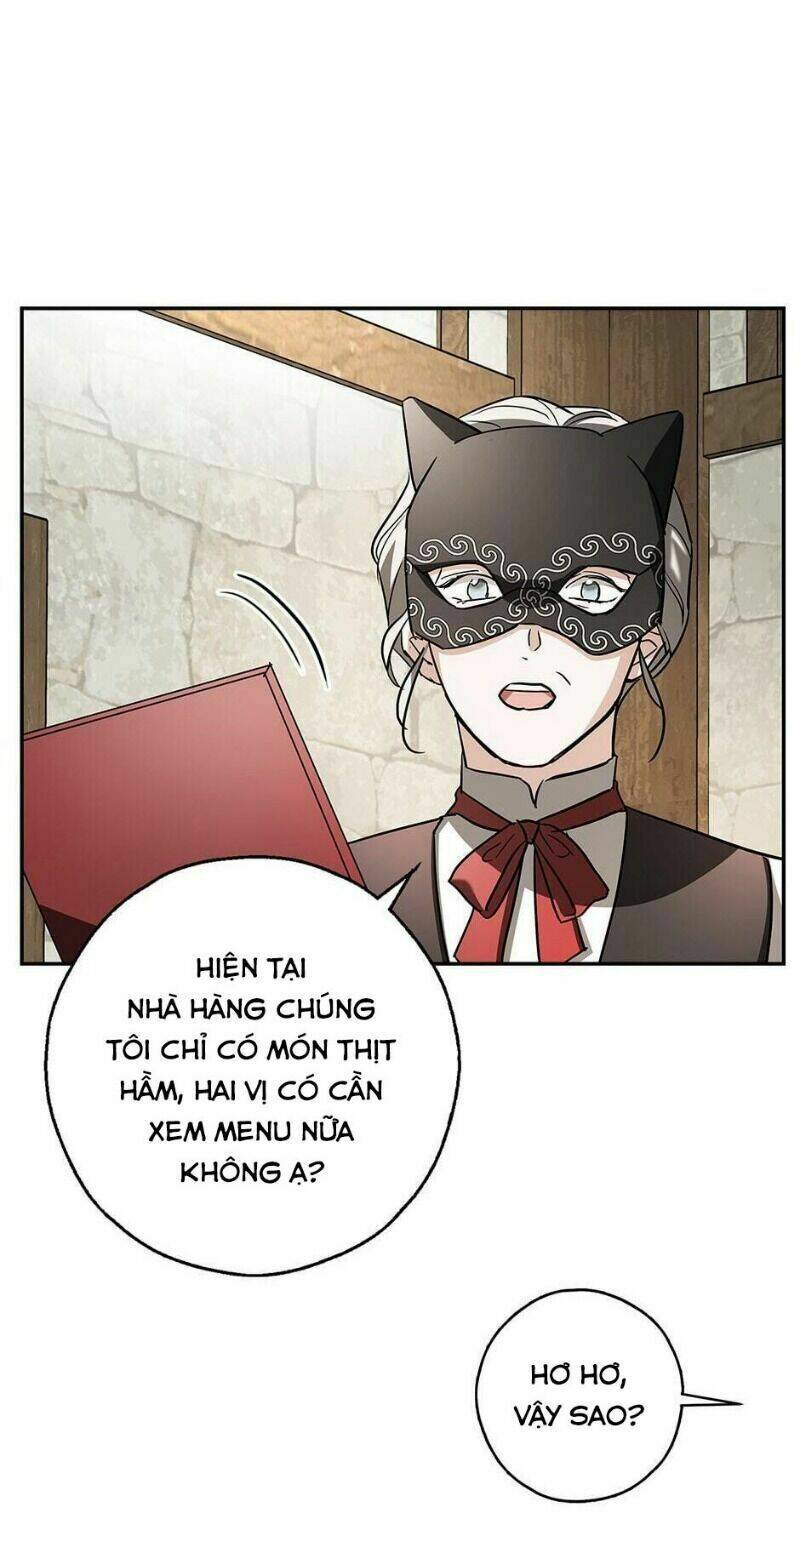 HIỆN TẠI
NHÀ HÀNG CHÚNG
TÔI CHỈ CÓ MÓN THỊT
HẦM, HAI VỊ CÓ CẦN
XEM MENU NỮA
KHÔNG Ạ?
HƠ HƠ,
VẬY SAO?